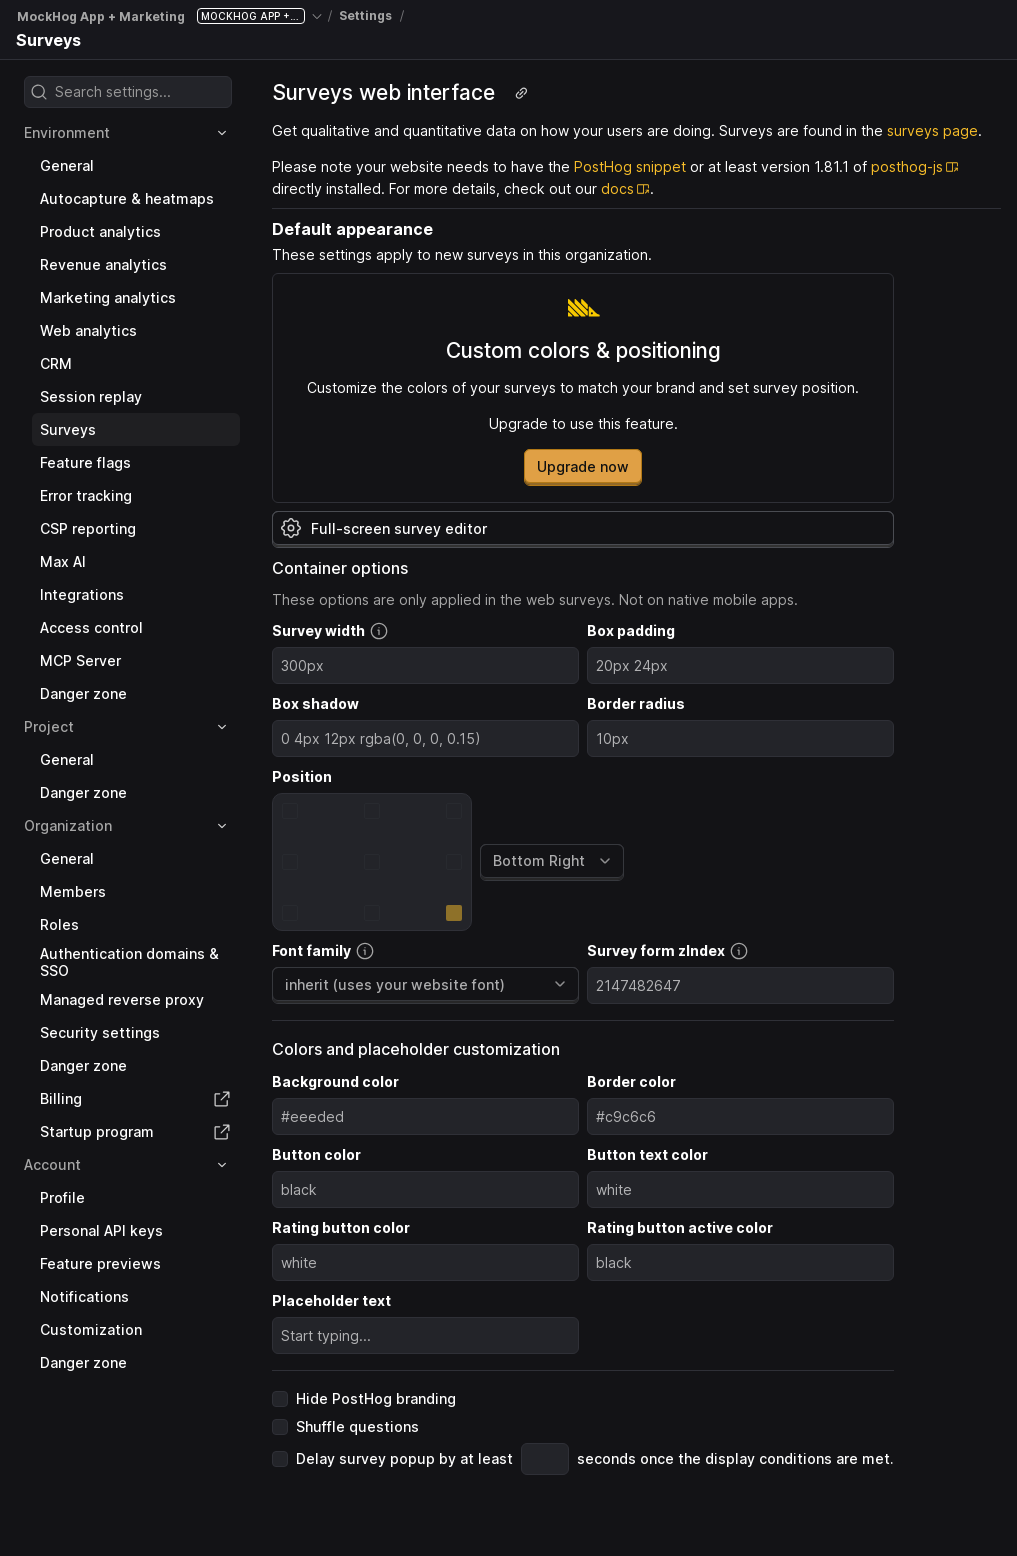 MockHog App + Marketing MOCKHOG APP +... / Settings /
Surveys
Search settings...
Environment
General
Autocapture & heatmaps
Product analytics
Revenue analytics
Marketing analytics
Web analytics
CRM
Session replay
Surveys
Feature flags
Error tracking
CSP reporting
Max AI
Integrations
Access control
MCP Server
Danger zone
Project
General
Danger zone
Organization
General
Members
Roles
Authentication domains &
SSO
Managed reverse proxy
Security settings
Danger zone
Billing
Startup program
Account
Profile
Personal API keys
Feature previews
Notifications
Customization
Danger zone
Surveys web interface
Get qualitative and quantitative data on how your users are doing. Surveys are found in the surveys page.
Please note your website needs to have the PostHog snippet or at least version 1.81.1 of posthog-js
directly installed. For more details, check out our docs.
Default appearance
These settings apply to new surveys in this organization.
Custom colors & positioning
Customize the colors of your surveys to match your brand and set survey position.
Upgrade to use this feature.
Upgrade now
Full-screen survey editor
Container options
These options are only applied in the web surveys. Not on native mobile apps.
Survey width Box padding
300px 20px 24px
Box shadow Border radius
0 4px 12px rgba(0, 0, 0, 0.15) 10px
Position
Bottom Right
Font family Survey form zIndex
inherit (uses your website font) 2147482647
Colors and placeholder customization
Background color Border color
#eeeded #c9c6c6
Button color Button text color
black white
Rating button color Rating button active color
white black
Placeholder text
Start typing...
Hide PostHog branding
Shuffle questions
Delay survey popup by at least seconds once the display conditions are met.